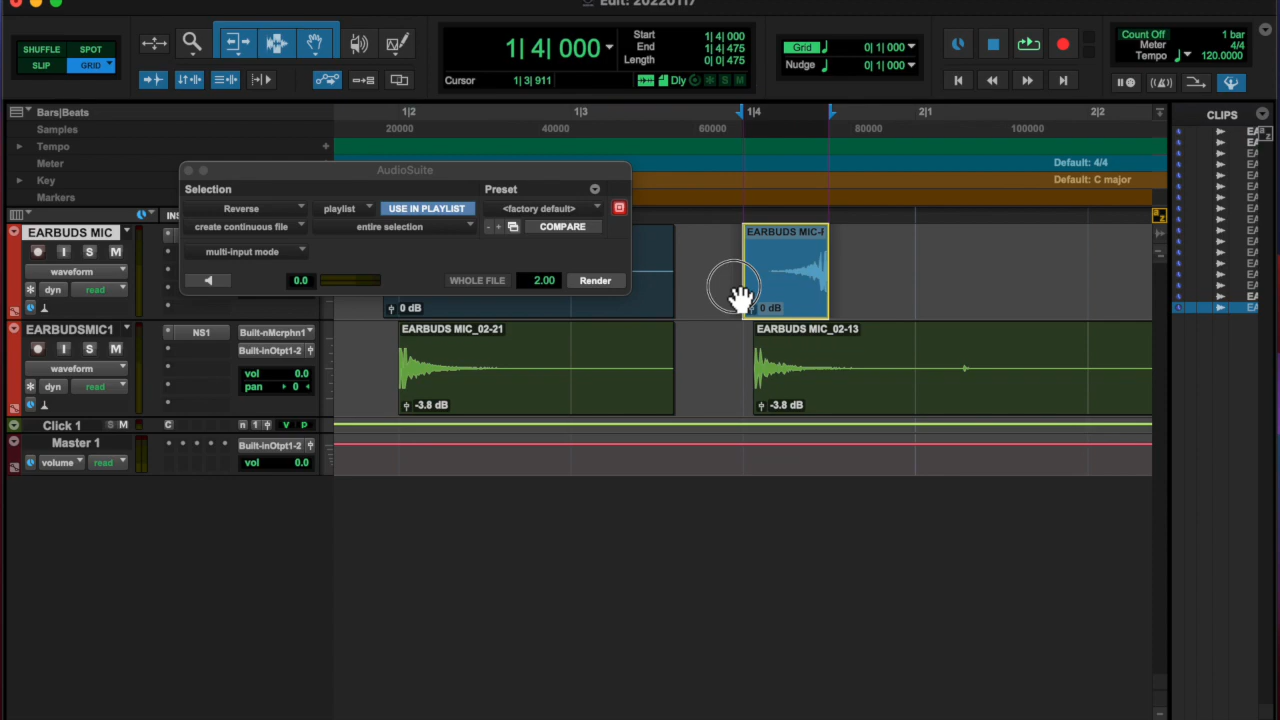 Edit: 20220117
SHUFFLE SPOT
SLIP GRID
1| 4| 000
Start 1| 4| 000
End 1| 4| 475
Length 0| 0| 475
Cursor 1| 3| 911
Dly S M
Grid 0| 1| 000
Nudge 0| 1| 000
Count Off 1 bar
Meter 4/4
Tempo 120.0000
Bars|Beats 1|2 1|3 1|4 2|1 2|2
Samples 20000 40000 60000 80000 100000
Tempo +
Meter Default: 4/4
Key Default: C major
Markers
CLIPS
a z
AudioSuite
Selection Preset
Reverse playlist USE IN PLAYLIST <factory default>
create continuous file entire selection - + COMPARE
multi-input mode
0.0 WHOLE FILE 2.00 Render
INS
EARBUDS MIC
I S M
waveform
dyn read
0 dB
EARBUDS MIC-
0 dB
EARBUDSMIC1
I S M
waveform
dyn read
NS1
Built-nMcrphn1
Built-inOtpt1-2
vol 0.0
pan 0
EARBUDS MIC_02-21
-3.8 dB
EARBUDS MIC_02-13
-3.8 dB
Click 1 S M C n 1 V P
Master 1 Built-inOtpt1-2
volume read vol 0.0